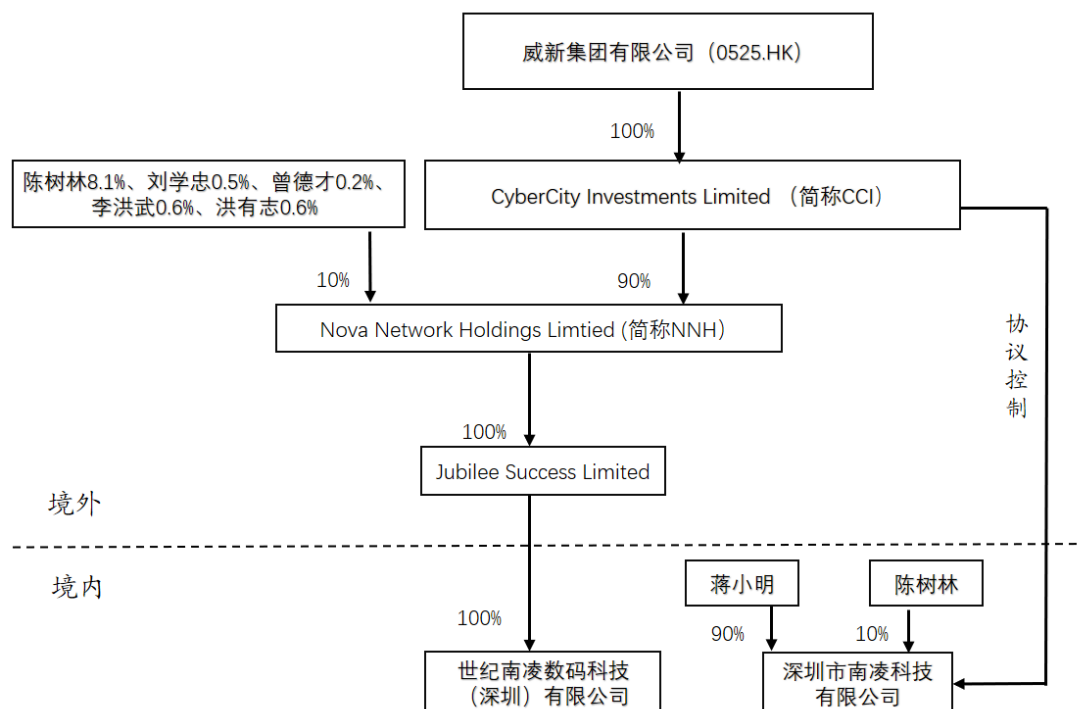 威新集团有限公司（0525.HK）
100%
陈树林8.1%、刘学忠0.5%、曾德才0.2%、
李洪武0.6%、洪有志0.6%
CyberCity Investments Limited （简称CCI）
10%
90%
Nova Network Holdings Limtied (简称NNH）
协
议
控
制
100%
Jubilee Success Limited
境外
境内
蒋小明
陈树林
100%
90%
10%
世纪南凌数码科技
（深圳）有限公司
深圳市南凌科技
有限公司